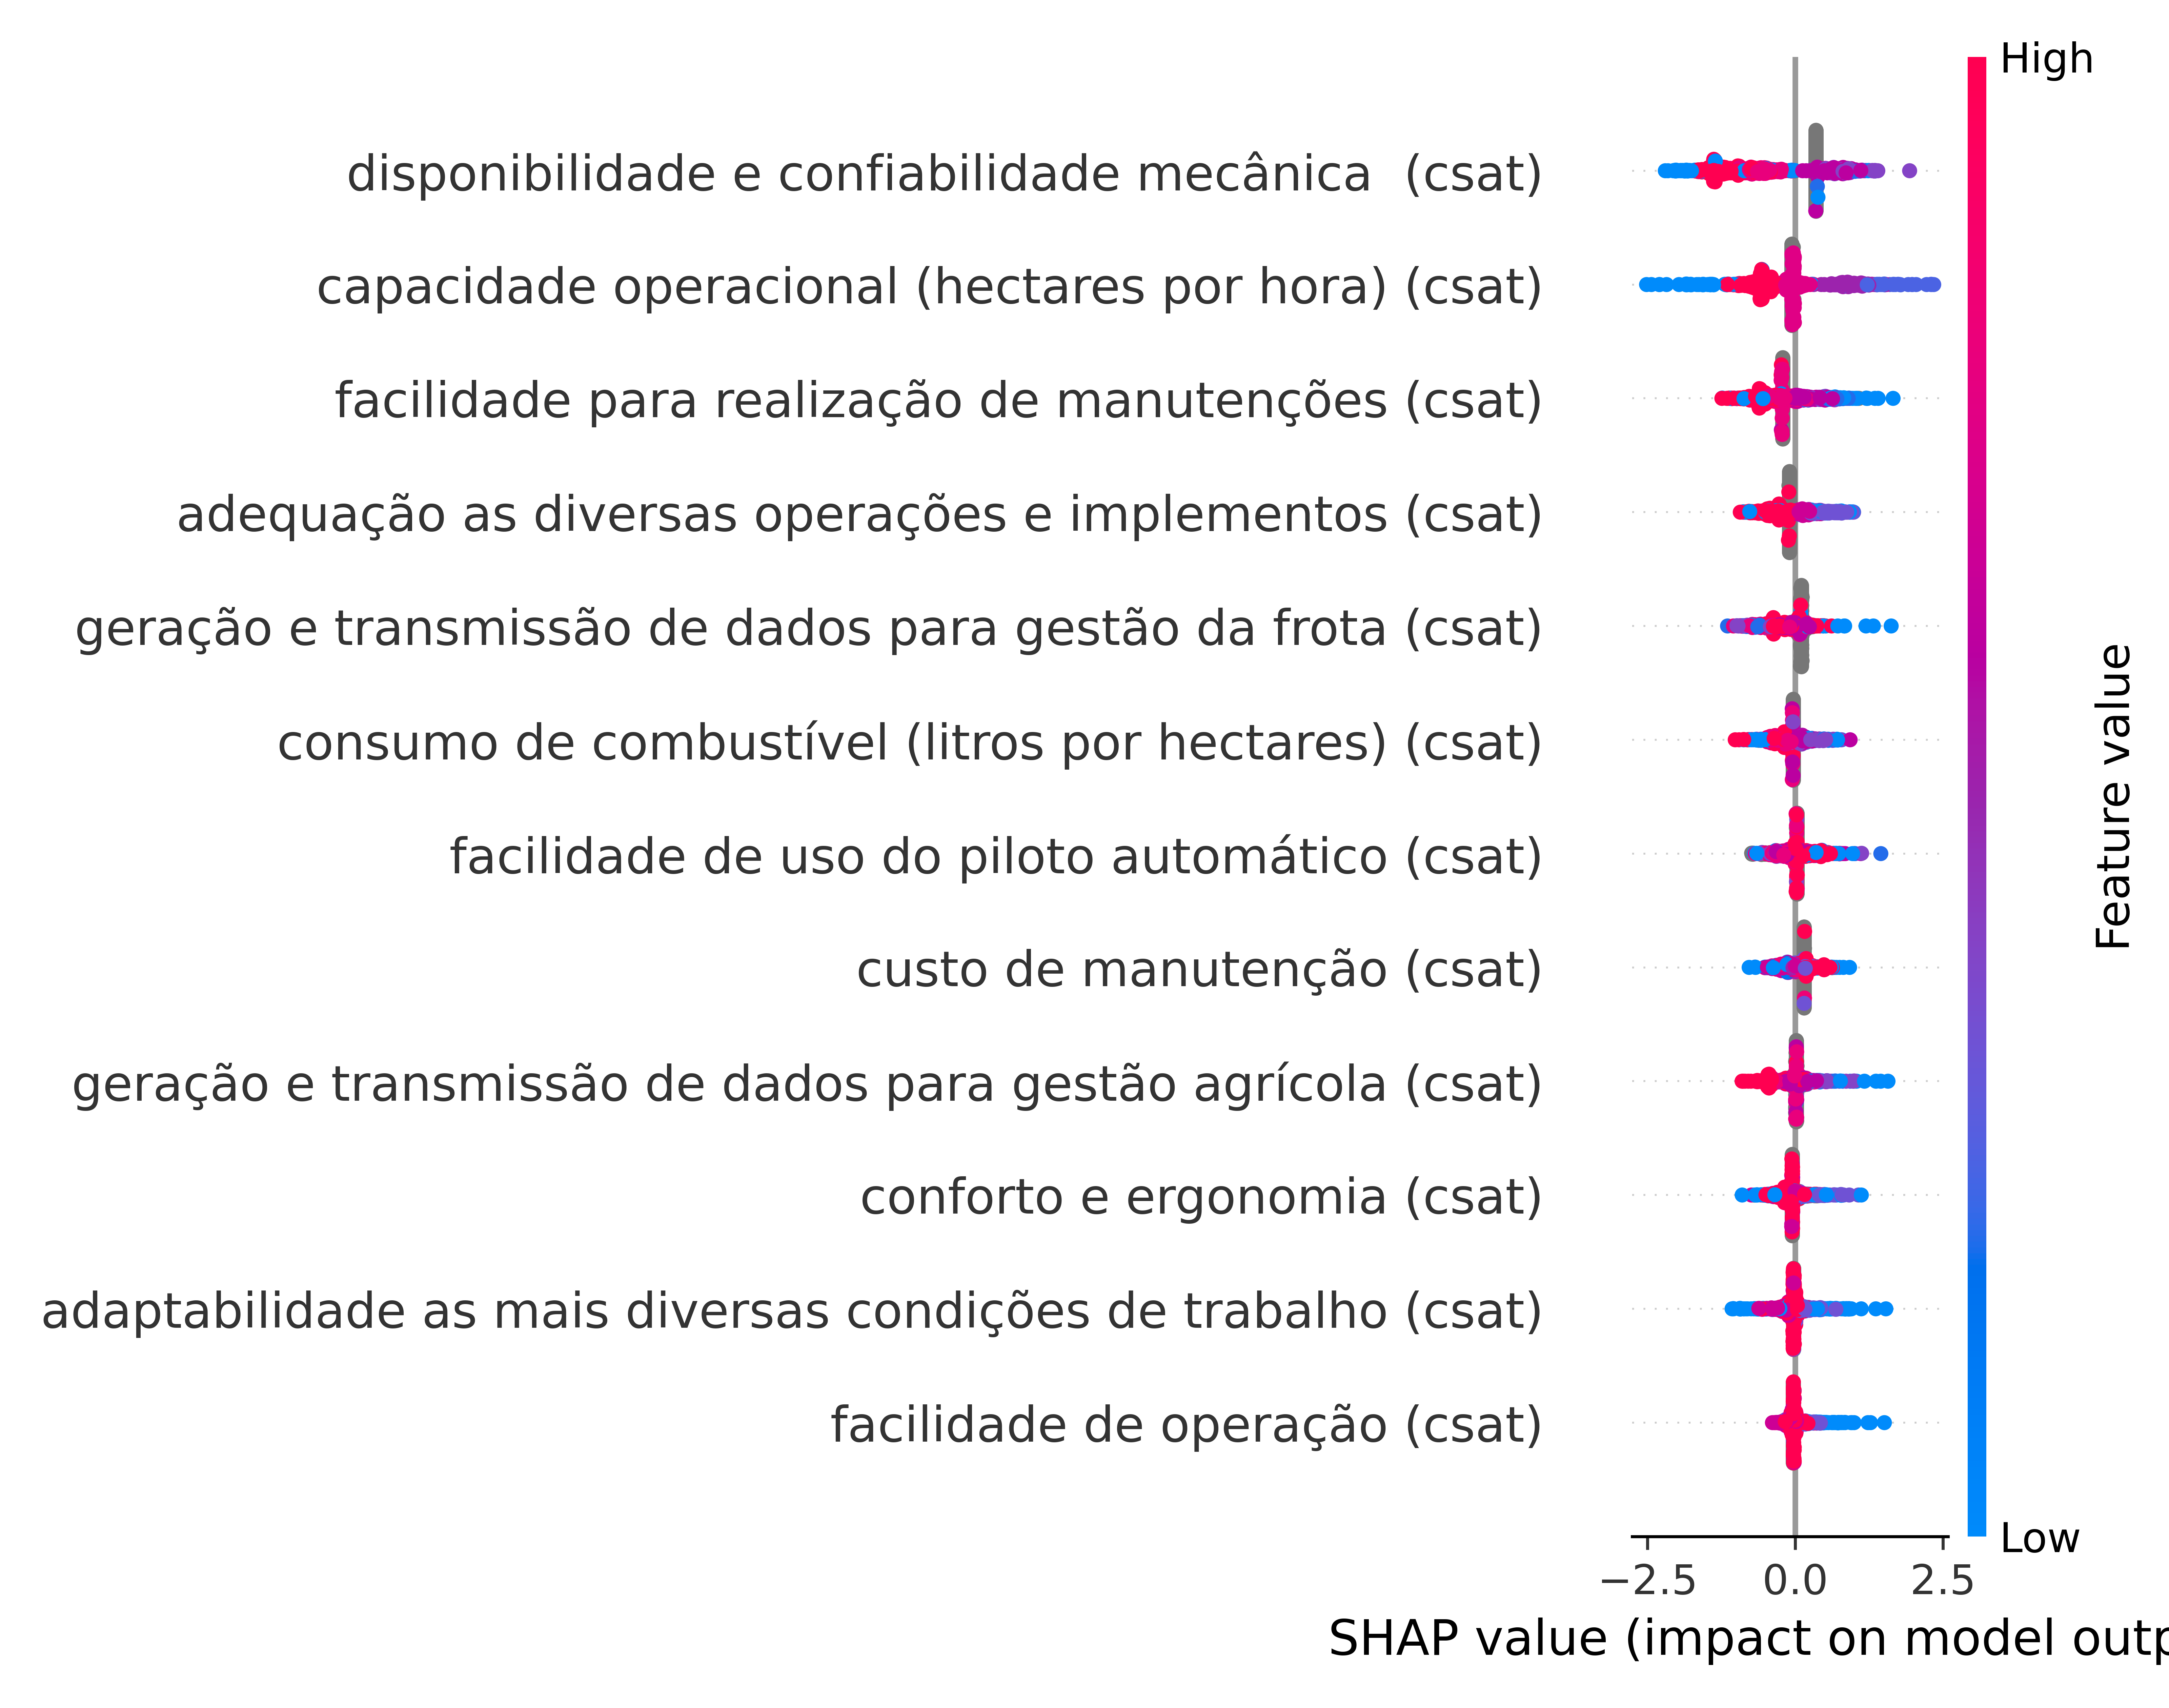 High
disponibilidade e confiabilidade mecânica  (csat)
capacidade operacional (hectares por hora) (csat)
facilidade para realização de manutenções (csat)
adequação as diversas operações e implementos (csat)
geração e transmissão de dados para gestão da frota (csat)
consumo de combustível (litros por hectares) (csat)
facilidade de uso do piloto automático (csat)
custo de manutenção (csat)
geração e transmissão de dados para gestão agrícola (csat)
conforto e ergonomia (csat)
adaptabilidade as mais diversas condições de trabalho (csat)
facilidade de operação (csat)
Feature value
Low
−2.5 0.0 2.5
SHAP value (impact on model outp